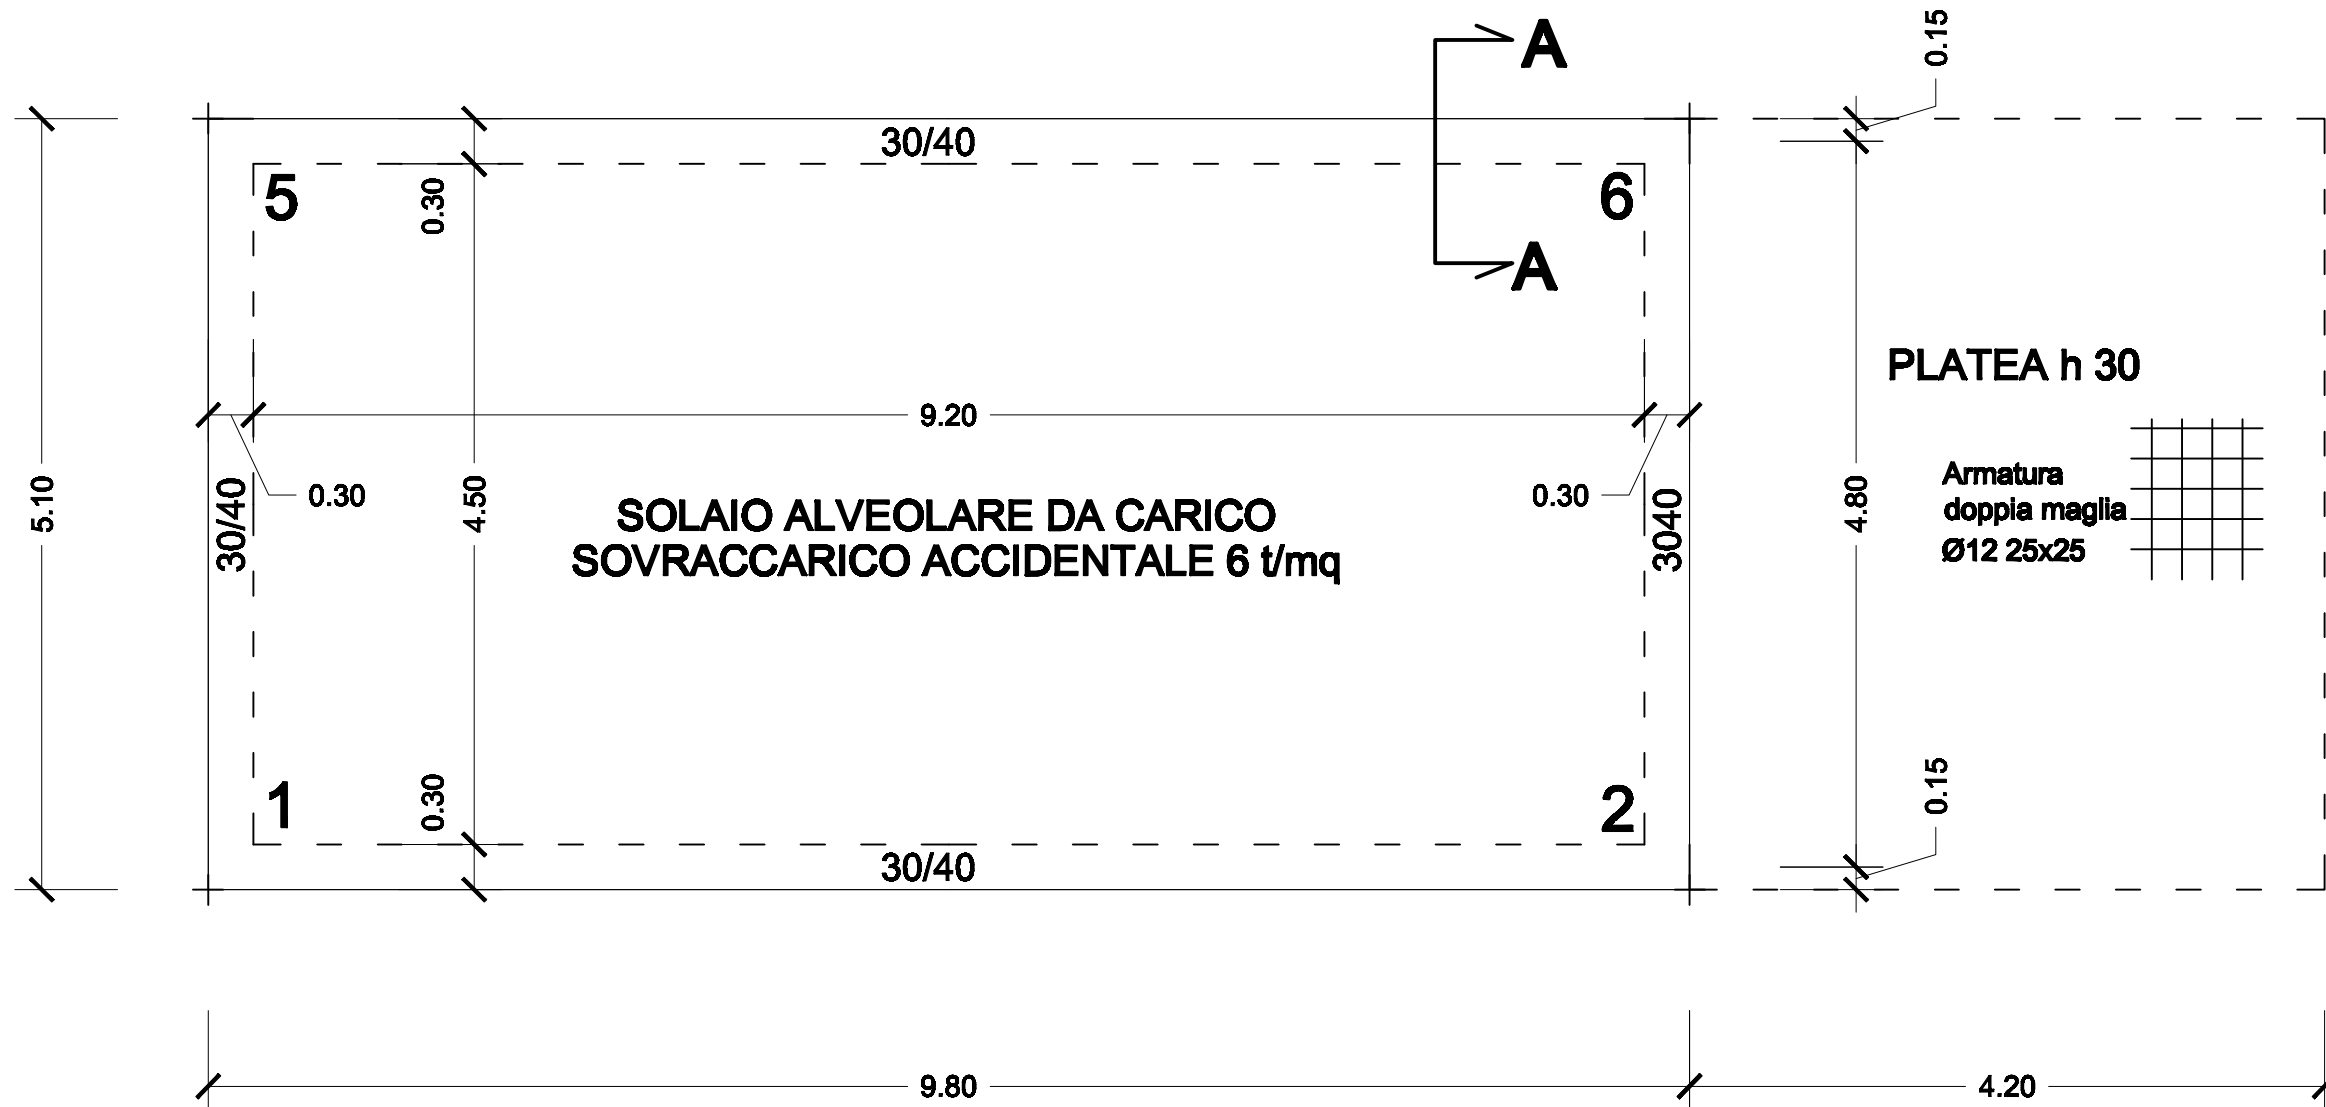 0.15
A
30/40
5
0.30
6
A
PLATEA h 30
9.20
5.10
30/40
0.30
4.50
SOLAIO ALVEOLARE DA CARICO
SOVRACCARICO ACCIDENTALE 6 t/mq
0.30
3040
4.80
Armatura
doppia maglia
Ø12 25x25
1
0.30
2
0.15
30/40
9.80
4.20